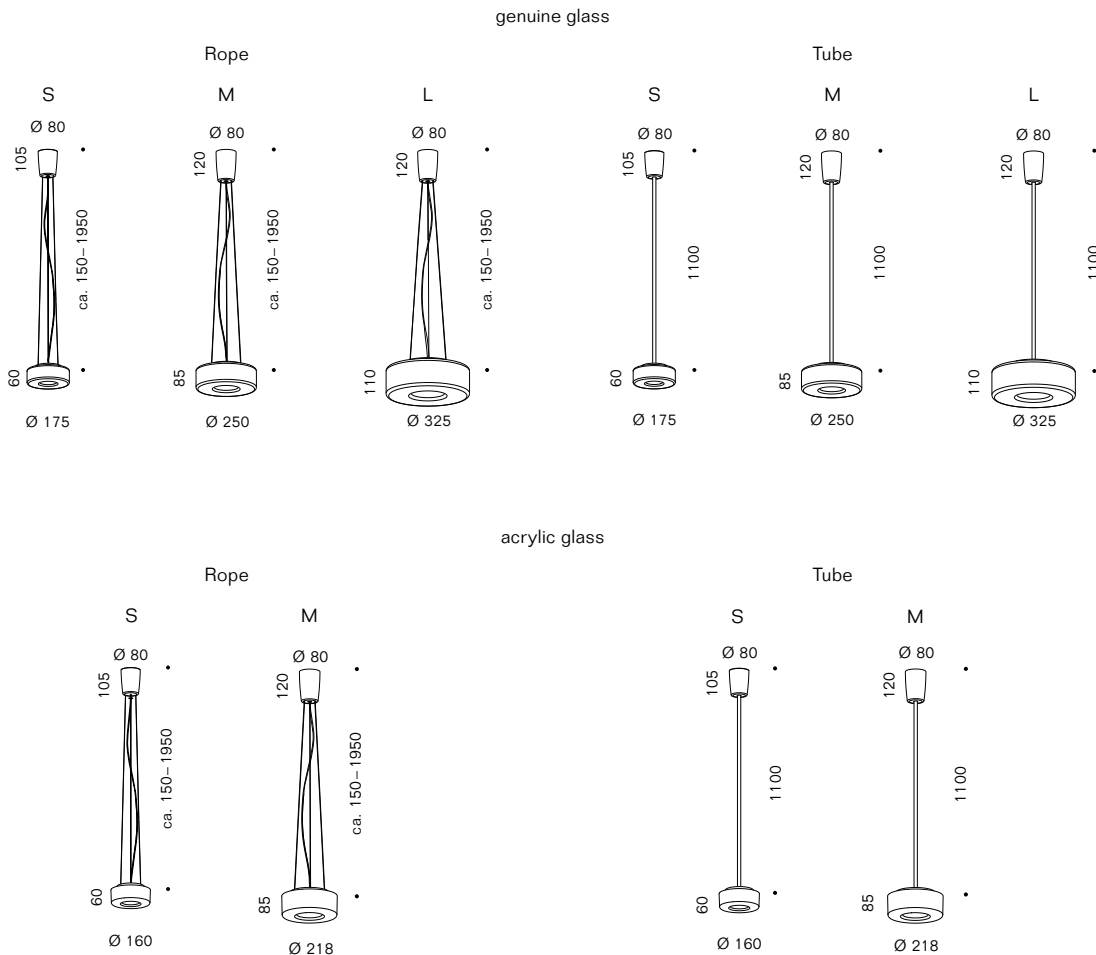 genuine glass
Rope
Tube
S
M
L
S
M
L
Ø 80
Ø 80
Ø 80
Ø 80
Ø 80
Ø 80
105
120
120
105
120
120
ca. 150–1950
ca. 150–1950
ca. 150–1950
1100
1100
1100
60
85
110
60
85
110
Ø 175
Ø 250
Ø 325
Ø 175
Ø 250
Ø 325
acrylic glass
Rope
Tube
S
M
S
M
Ø 80
Ø 80
Ø 80
Ø 80
105
120
105
120
ca. 150–1950
ca. 150–1950
1100
1100
60
85
60
85
Ø 160
Ø 218
Ø 160
Ø 218